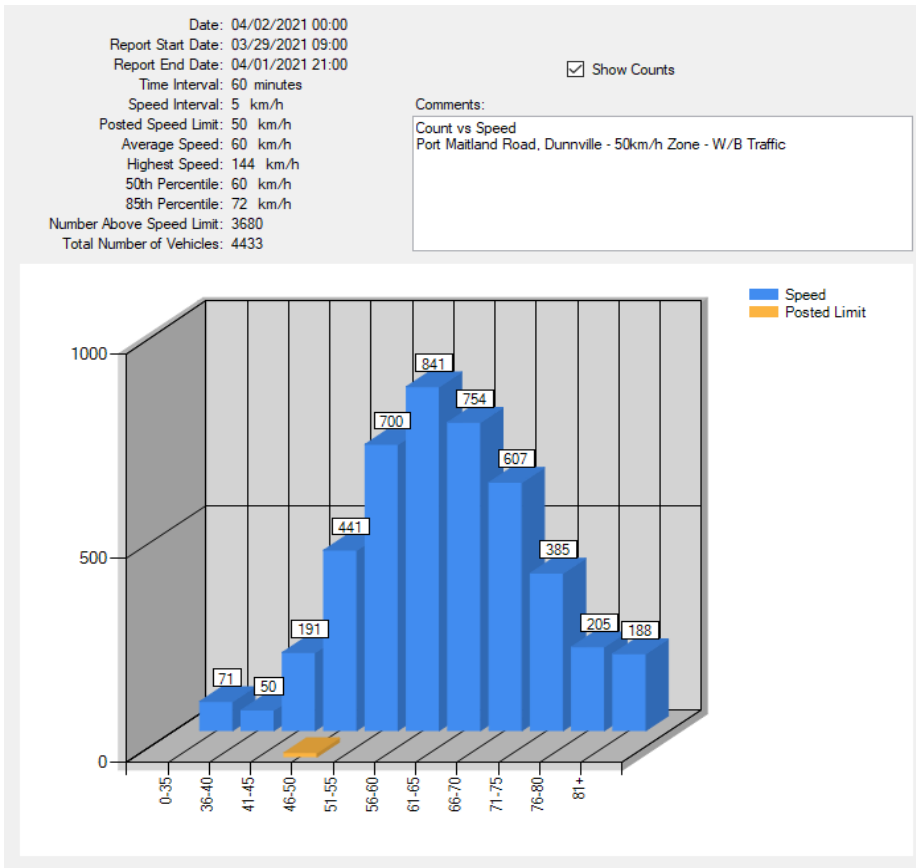 Date: 04/02/2021 00:00
Report Start Date: 03/29/2021 09:00
Report End Date: 04/01/2021 21:00
Time Interval: 60 minutes
Speed Interval: 5 km/h
Posted Speed Limit: 50 km/h
Average Speed: 60 km/h
Highest Speed: 144 km/h
50th Percentile: 60 km/h
85th Percentile: 72 km/h
Number Above Speed Limit: 3680
Total Number of Vehicles: 4433
Show Counts
Comments:
Count vs Speed
Port Maitland Road, Dunnville - 50km/h Zone - W/B Traffic
Speed
Posted Limit
1000
500
0
71
50
191
441
700
841
754
607
385
205
188
0-35
36-40
41-45
46-50
51-55
56-60
61-65
66-70
71-75
76-80
81+